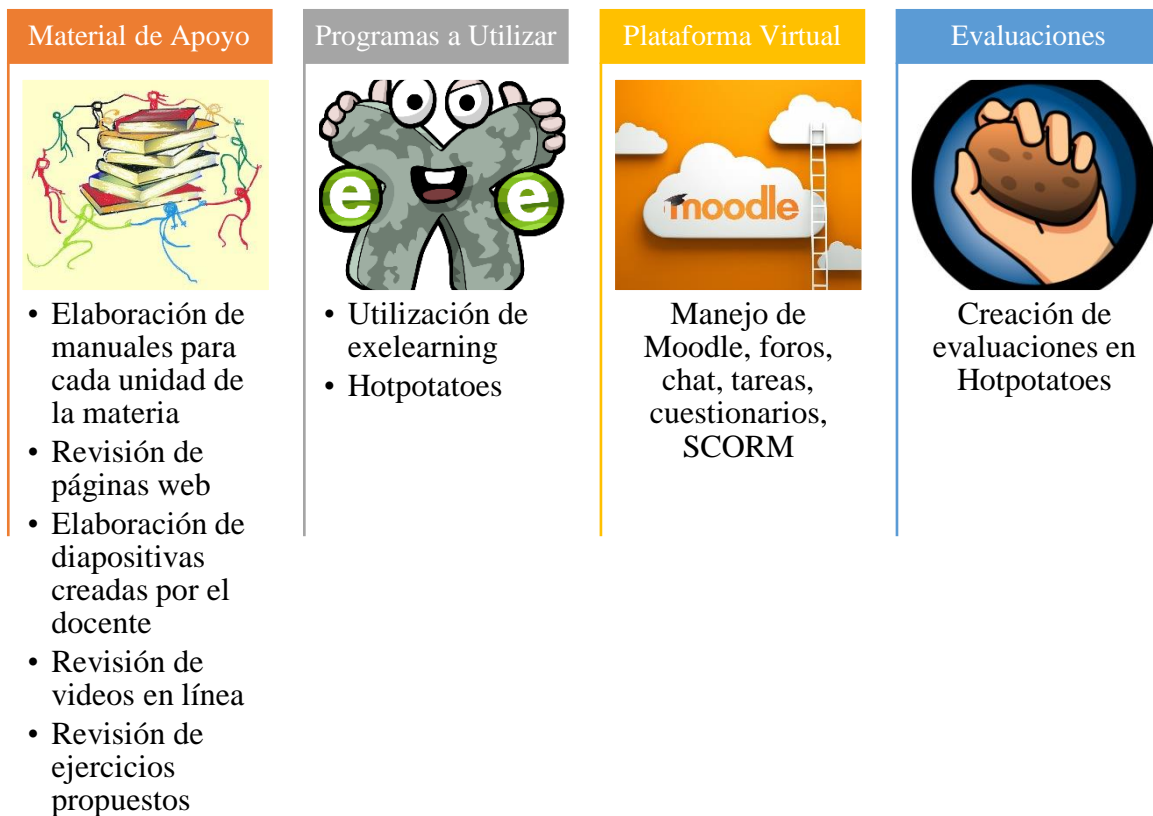 Material de Apoyo
• Elaboración de
manuales para
cada unidad de
la materia
• Revisión de
páginas web
• Elaboración de
diapositivas
creadas por el
docente
• Revisión de
videos en línea
• Revisión de
ejercicios
propuestos
Programas a Utilizar
e e
• Utilización de
exelearning
• Hotpotatoes
Plataforma Virtual
moodle
Manejo de
Moodle, foros,
chat, tareas,
cuestionarios,
SCORM
Evaluaciones
Creación de
evaluaciones en
Hotpotatoes